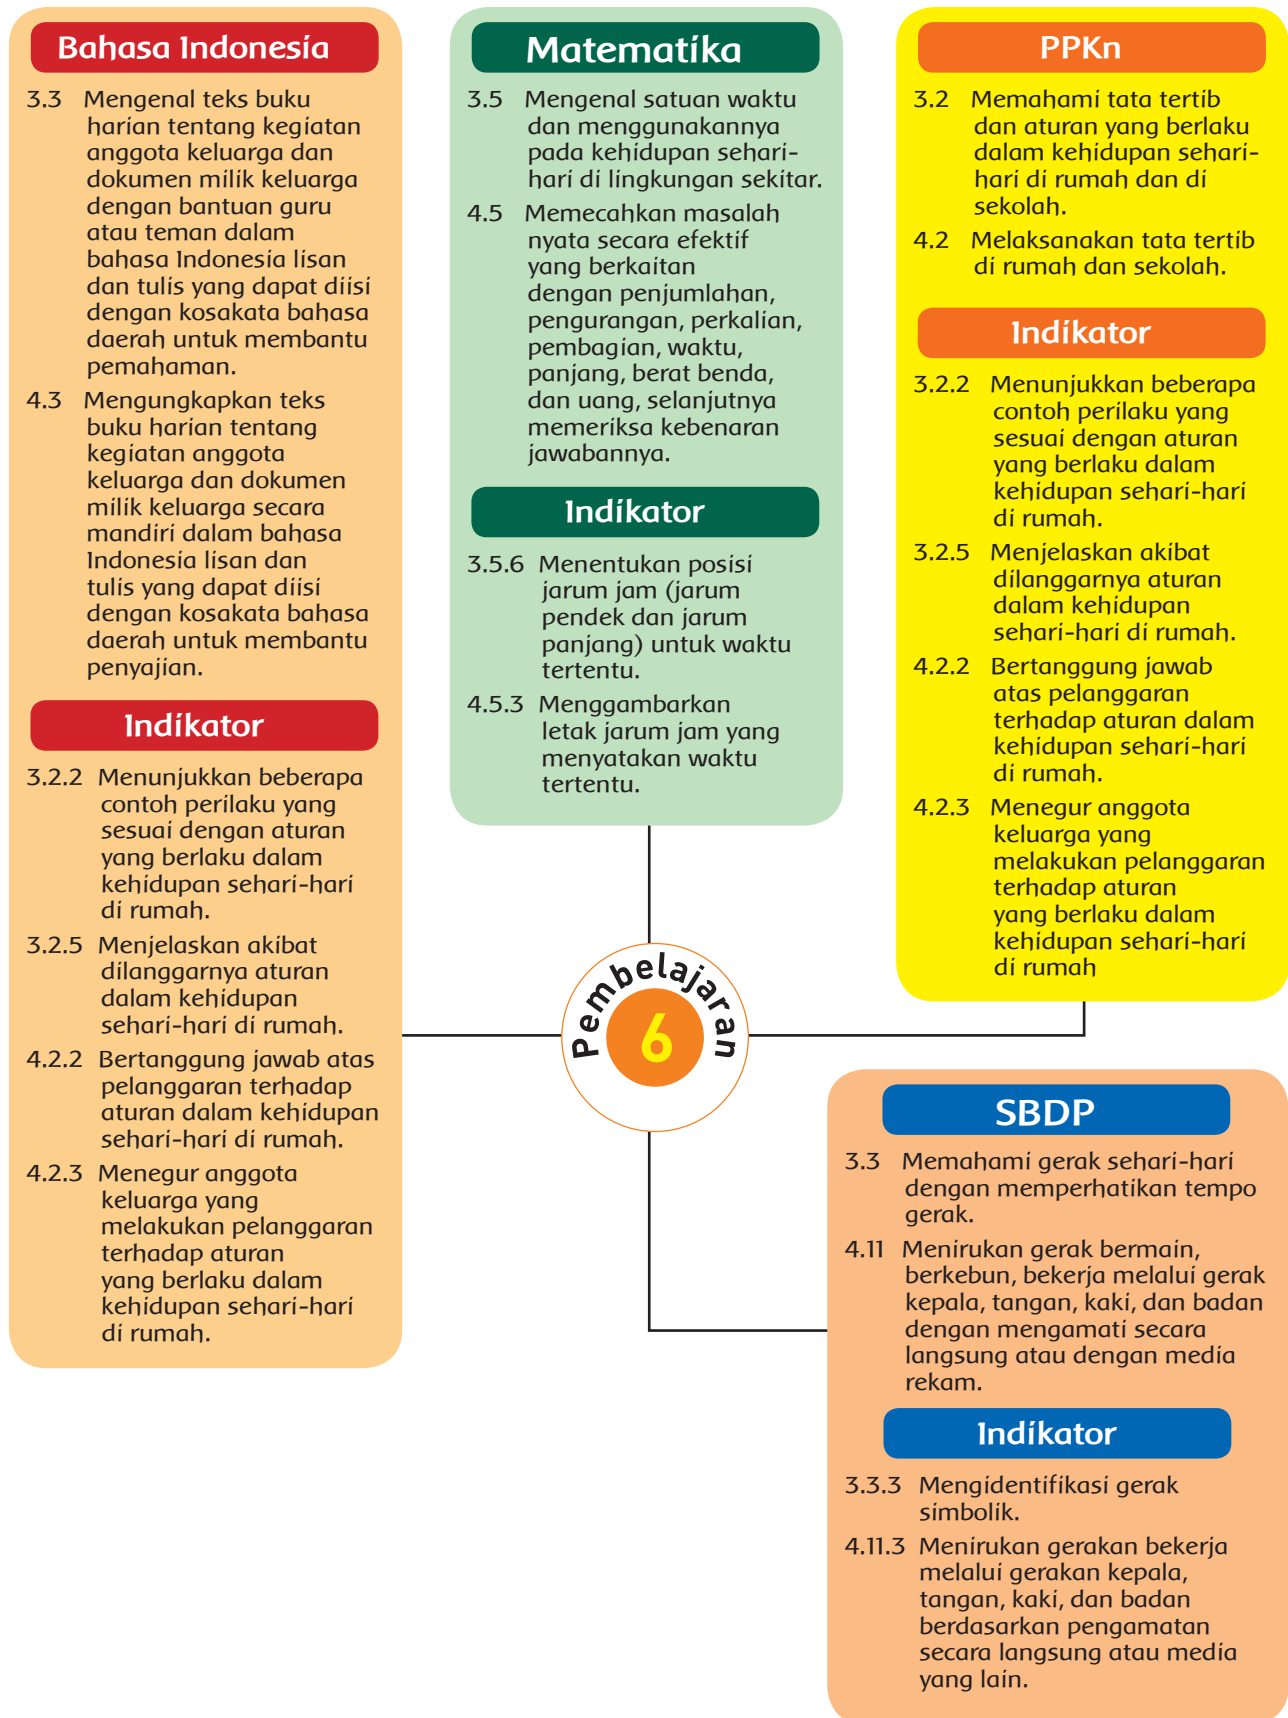 Bahasa Indonesia
3.3 Mengenal teks buku
harian tentang kegiatan
anggota keluarga dan
dokumen milik keluarga
dengan bantuan guru
atau teman dalam
bahasa Indonesia lisan
dan tulis yang dapat diisi
dengan kosakata bahasa
daerah untuk membantu
pemahaman.
4.3 Mengungkapkan teks
buku harian tentang
kegiatan anggota
keluarga dan dokumen
milik keluarga secara
mandiri dalam bahasa
Indonesia lisan dan
tulis yang dapat diisi
dengan kosakata bahasa
daerah untuk membantu
penyajian.
Indikator
3.2.2 Menunjukkan beberapa
contoh perilaku yang
sesuai dengan aturan
yang berlaku dalam
kehidupan sehari-hari
di rumah.
3.2.5 Menjelaskan akibat
dilanggarnya aturan
dalam kehidupan
sehari-hari di rumah.
4.2.2 Bertanggung jawab atas
pelanggaran terhadap
aturan dalam kehidupan
sehari-hari di rumah.
4.2.3 Menegur anggota
keluarga yang
melakukan pelanggaran
terhadap aturan
yang berlaku dalam
kehidupan sehari-hari
di rumah.
Matematika
3.5 Mengenal satuan waktu
dan menggunakannya
pada kehidupan sehari-
hari di lingkungan sekitar.
4.5 Memecahkan masalah
nyata secara efektif
yang berkaitan
dengan penjumlahan,
pengurangan, perkalian,
pembagian, waktu,
panjang, berat benda,
dan uang, selanjutnya
memeriksa kebenaran
jawabannya.
Indikator
3.5.6 Menentukan posisi
jarum jam (jarum
pendek dan jarum
panjang) untuk waktu
tertentu.
4.5.3 Menggambarkan
letak jarum jam yang
menyatakan waktu
tertentu.
PPKn
3.2 Memahami tata tertib
dan aturan yang berlaku
dalam kehidupan sehari-
hari di rumah dan di
sekolah.
4.2 Melaksanakan tata tertib
di rumah dan sekolah.
Indikator
3.2.2 Menunjukkan beberapa
contoh perilaku yang
sesuai dengan aturan
yang berlaku dalam
kehidupan sehari-hari
di rumah.
3.2.5 Menjelaskan akibat
dilanggarnya aturan
dalam kehidupan
sehari-hari di rumah.
4.2.2 Bertanggung jawab
atas pelanggaran
terhadap aturan dalam
kehidupan sehari-hari
di rumah.
4.2.3 Menegur anggota
keluarga yang
melakukan pelanggaran
terhadap aturan
yang berlaku dalam
kehidupan sehari-hari
di rumah
Pembelajaran
6
SBDP
3.3 Memahami gerak sehari-hari
dengan memperhatikan tempo
gerak.
4.11 Menirukan gerak bermain,
berkebun, bekerja melalui gerak
kepala, tangan, kaki, dan badan
dengan mengamati secara
langsung atau dengan media
rekam.
Indikator
3.3.3 Mengidentifikasi gerak
simbolik.
4.11.3 Menirukan gerakan bekerja
melalui gerakan kepala,
tangan, kaki, dan badan
berdasarkan pengamatan
secara langsung atau media
yang lain.